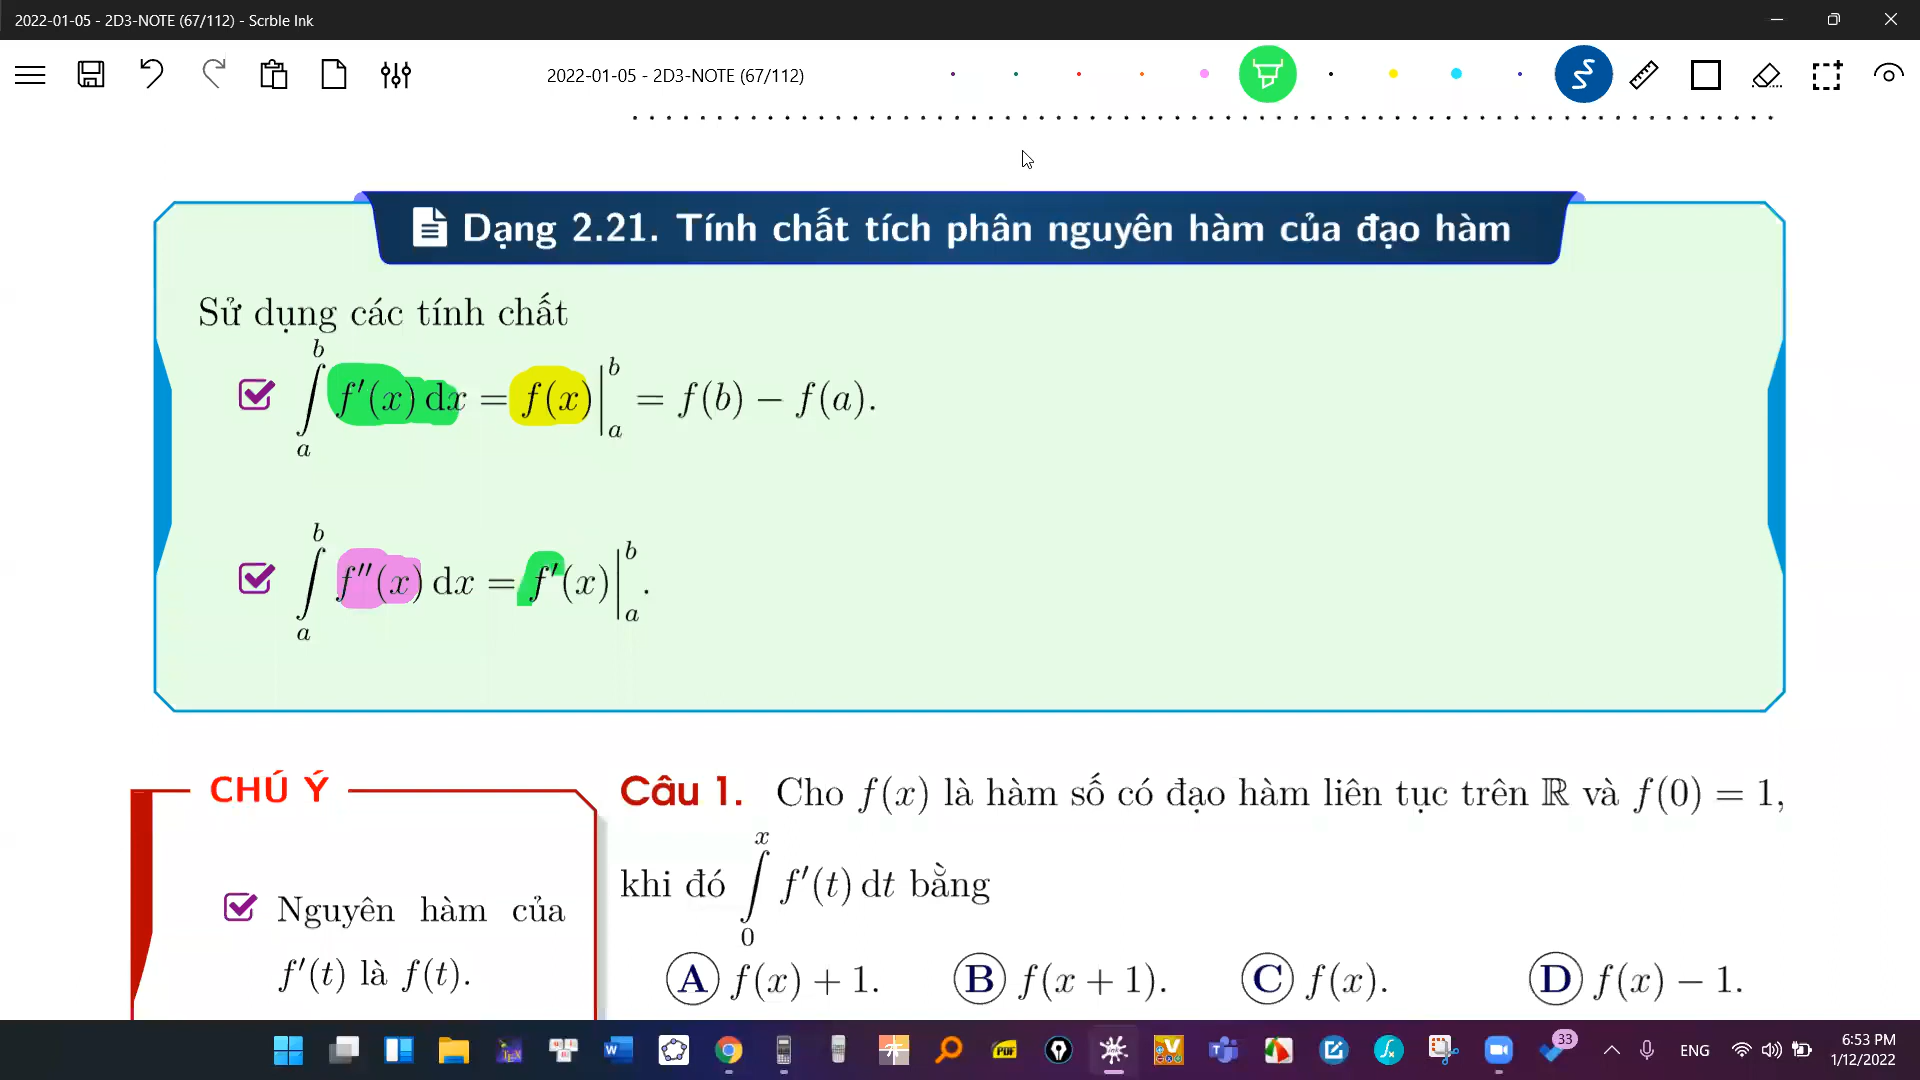 2022-01-05 - 2D3-NOTE (67/112) - Scrble Ink
2022-01-05 - 2D3-NOTE (67/112)
Dạng 2.21. Tính chất tích phân nguyên hàm của đạo hàm
Sử dụng các tính chất
∫_a^b f′(x) dx = f(x)|_a^b = f(b) − f(a).
∫_a^b f″(x) dx = f′(x)|_a^b.
CHÚ Ý
Nguyên hàm của
f′(t) là f(t).
Câu 1. Cho f(x) là hàm số có đạo hàm liên tục trên ℝ và f(0) = 1,
khi đó ∫_0^x f′(t) dt bằng
A f(x) + 1. B f(x + 1). C f(x). D f(x) − 1.
33
ENG
6:53 PM
1/12/2022